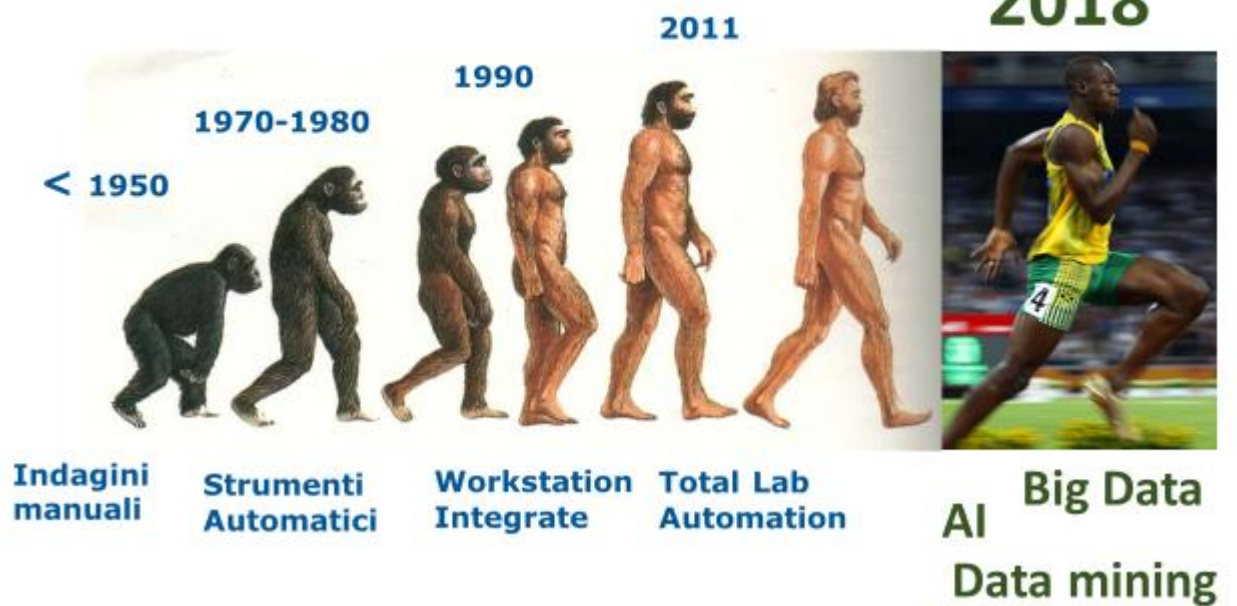 2018
2011
1990
1970-1980
< 1950
4
Indagini
manuali
Strumenti
Automatici
Workstation
Integrate
Total Lab
Automation
Big Data
AI
Data mining